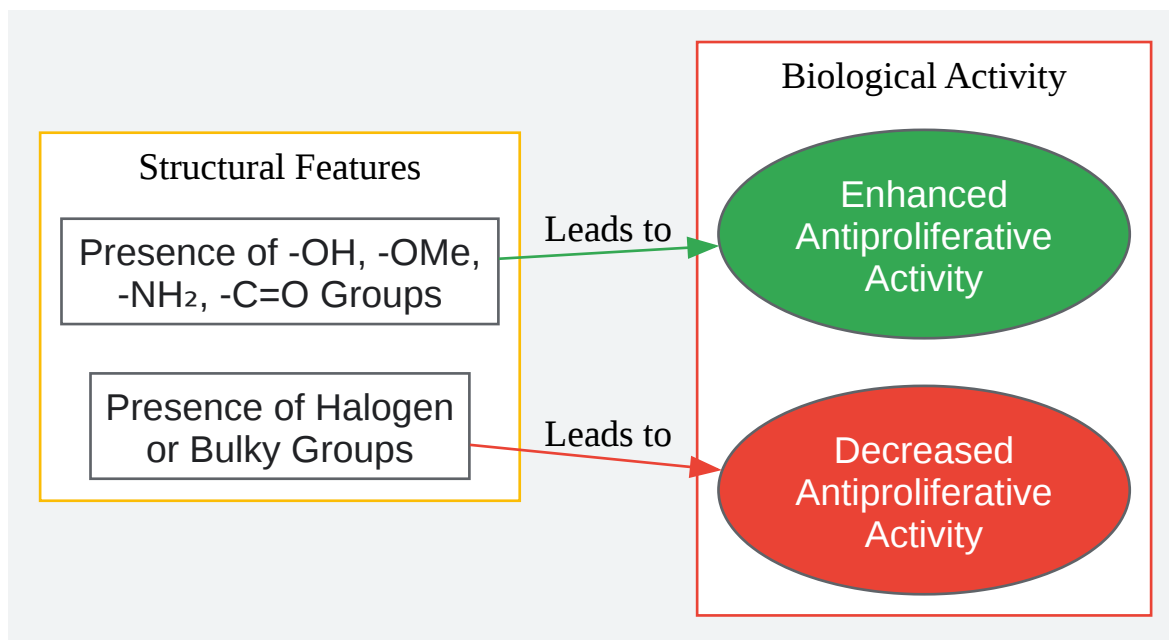 Structural Features
Presence of -OH, -OMe,
-NH₂, -C=O Groups
Presence of Halogen
or Bulky Groups
Leads to
Leads to
Biological Activity
Enhanced
Antiproliferative
Activity
Decreased
Antiproliferative
Activity